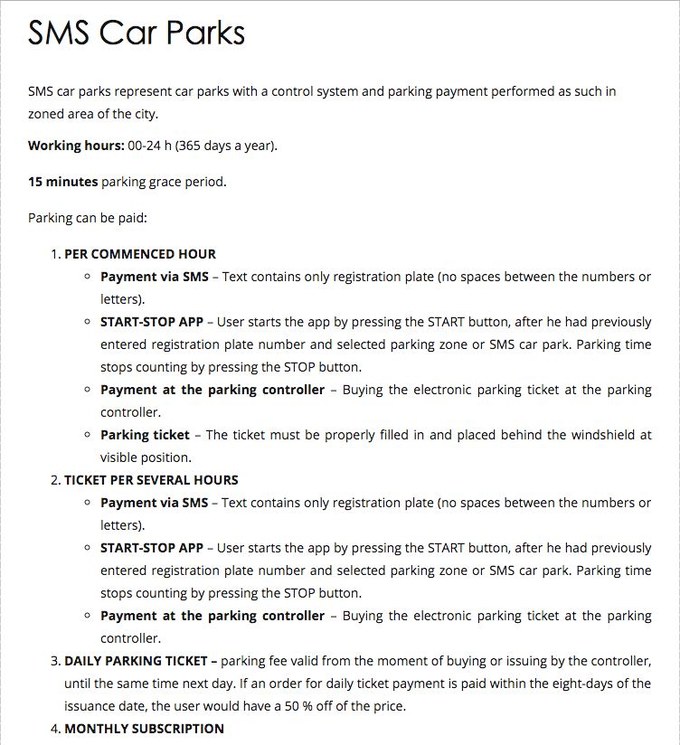 SMS Car Parks
SMS car parks represent car parks with a control system and parking payment performed as such in
zoned area of the city.
Working hours: 00-24 h (365 days a year).
15 minutes parking grace period.
Parking can be paid:
1. PER COMMENCED HOUR
Payment via SMS – Text contains only registration plate (no spaces between the numbers or
letters).
START-STOP APP – User starts the app by pressing the START button, after he had previously
entered registration plate number and selected parking zone or SMS car park. Parking time
stops counting by pressing the STOP button.
Payment at the parking controller – Buying the electronic parking ticket at the parking
controller.
Parking ticket – The ticket must be properly filled in and placed behind the windshield at
visible position.
2. TICKET PER SEVERAL HOURS
Payment via SMS – Text contains only registration plate (no spaces between the numbers or
letters).
START-STOP APP – User starts the app by pressing the START button, after he had previously
entered registration plate number and selected parking zone or SMS car park. Parking time
stops counting by pressing the STOP button.
Payment at the parking controller – Buying the electronic parking ticket at the parking
controller.
3. DAILY PARKING TICKET – parking fee valid from the moment of buying or issuing by the controller,
until the same time next day. If an order for daily ticket payment is paid within the eight-days of the
issuance date, the user would have a 50 % off of the price.
4. MONTHLY SUBSCRIPTION